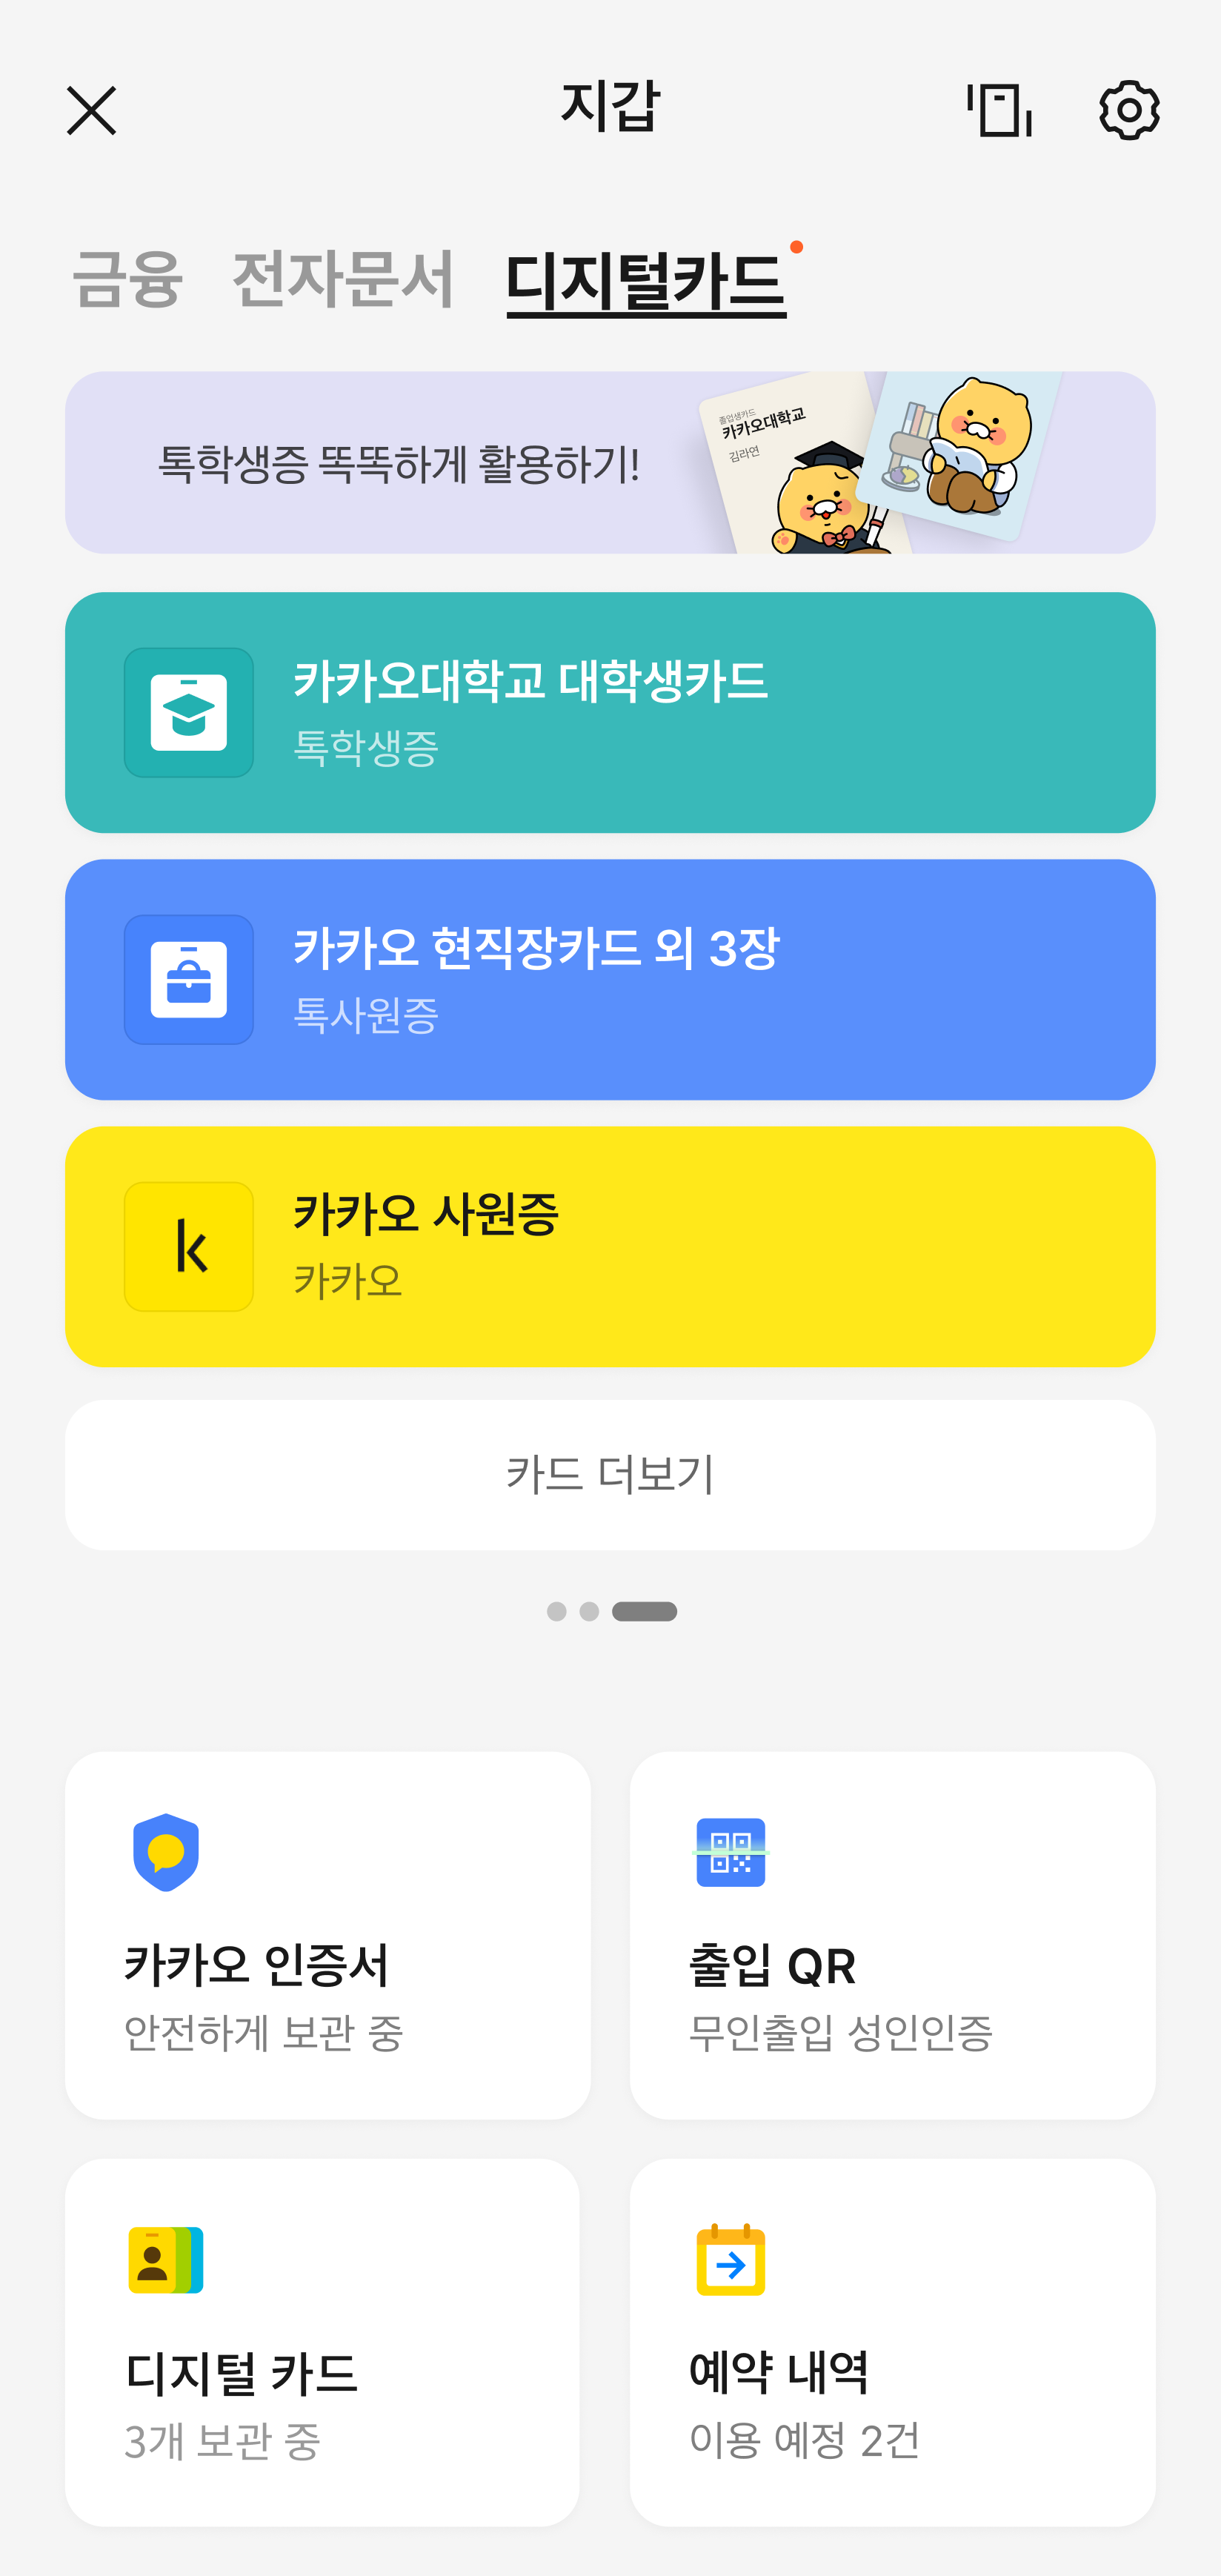 지갑
금융 전자문서 디지털카드
톡학생증 똑똑하게 활용하기!
졸업생카드
카카오대학교
김라연
카카오대학교 대학생카드
톡학생증
카카오 현직장카드 외 3장
톡사원증
k
카카오 사원증
카카오
카드 더보기
카카오 인증서
안전하게 보관 중
출입 QR
무인출입 성인인증
디지털 카드
3개 보관 중
예약 내역
이용 예정 2건